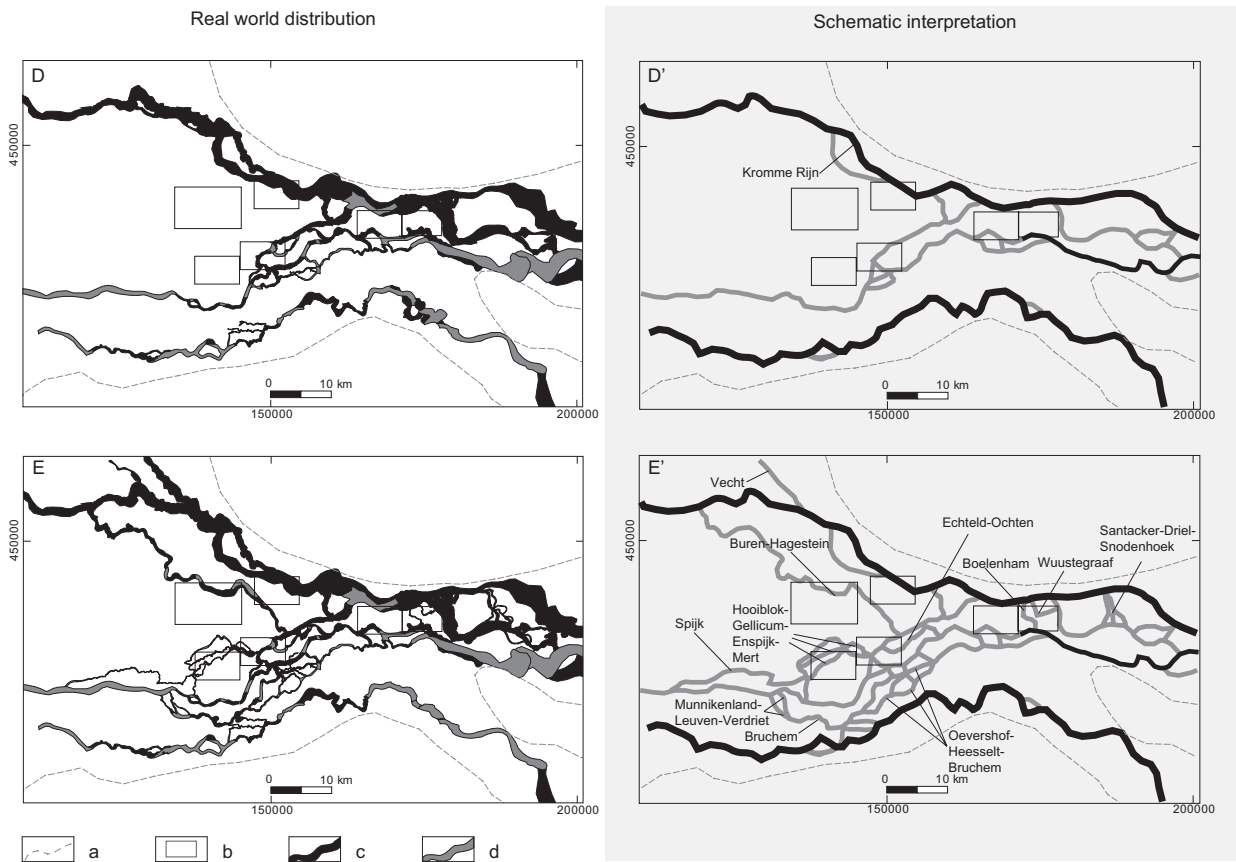 Real world distribution
Schematic interpretation
D
450000
0 10 km
150000
200000
D'
450000
Kromme Rijn
0 10 km
150000
200000
E
450000
0 10 km
150000
200000
E'
450000
Vecht
Buren-Hagestein
Echteld-Ochten
Boelenham
Wuustegraaf
Santacker-Driel-
Snodenhoek
Hooiblok-
Gellicum-
Enspijk-
Mert
Spijk
Munnikenland-
Leuven-Verdriet
Bruchem
Oevershof-
Heesselt-
Bruchem
0 10 km
150000
200000
a
b
c
d